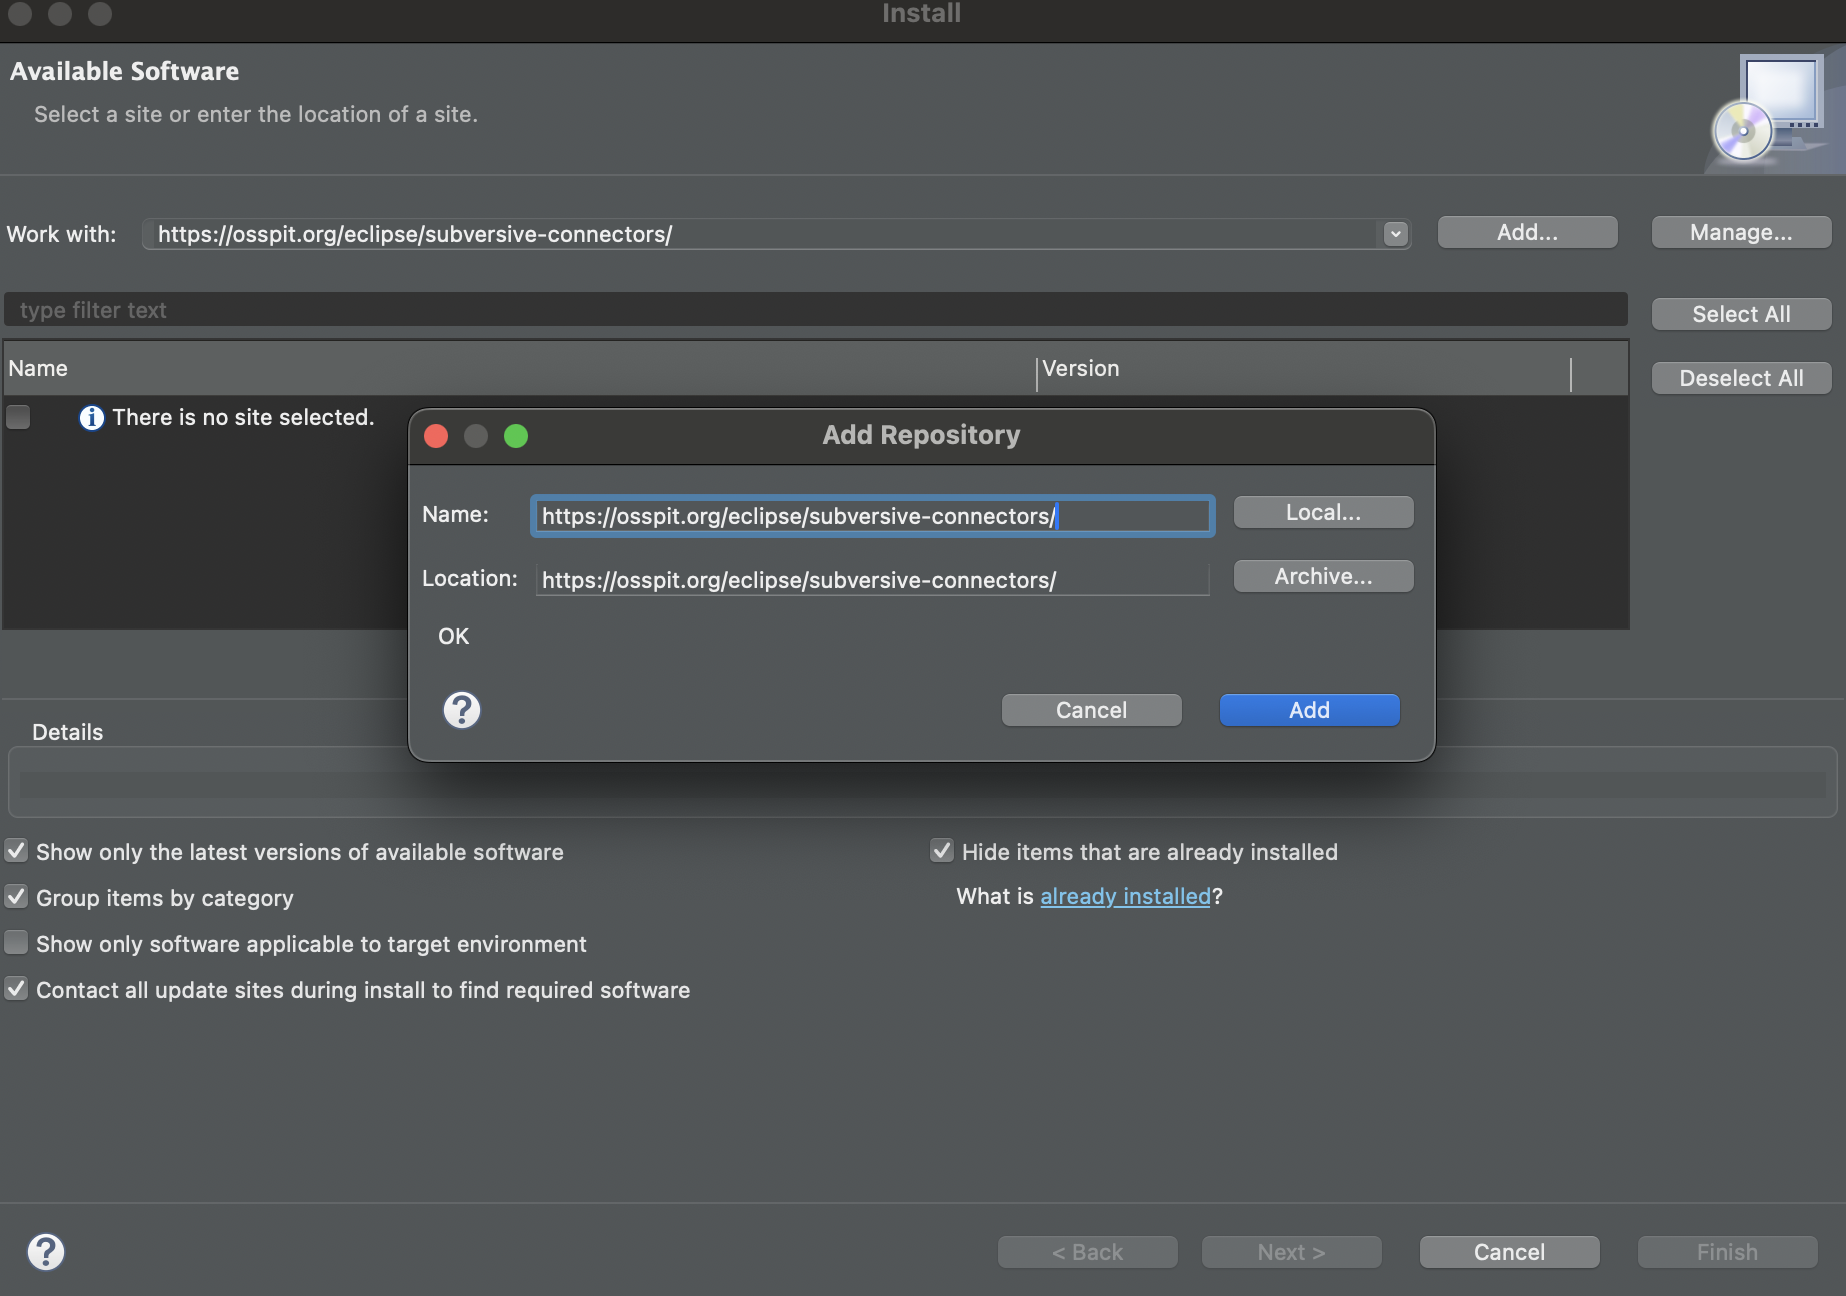 Install
Available Software
Select a site or enter the location of a site.
Work with: https://osspit.org/eclipse/subversive-connectors/ Add... Manage...
type filter text
Select All
Name Version
Deselect All
There is no site selected.
Add Repository
Name: https://osspit.org/eclipse/subversive-connectors/ Local...
Location: https://osspit.org/eclipse/subversive-connectors/ Archive...
OK
? Cancel Add
Details
Show only the latest versions of available software Hide items that are already installed
Group items by category What is already installed?
Show only software applicable to target environment
Contact all update sites during install to find required software
? < Back Next > Cancel Finish